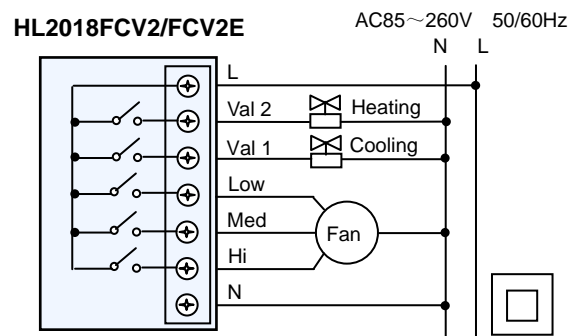 HL2018FCV2/FCV2E
AC85～260V 50/60Hz
N L
L
Val 2 Heating
Val 1 Cooling
Low
Med
Fan
Hi
N